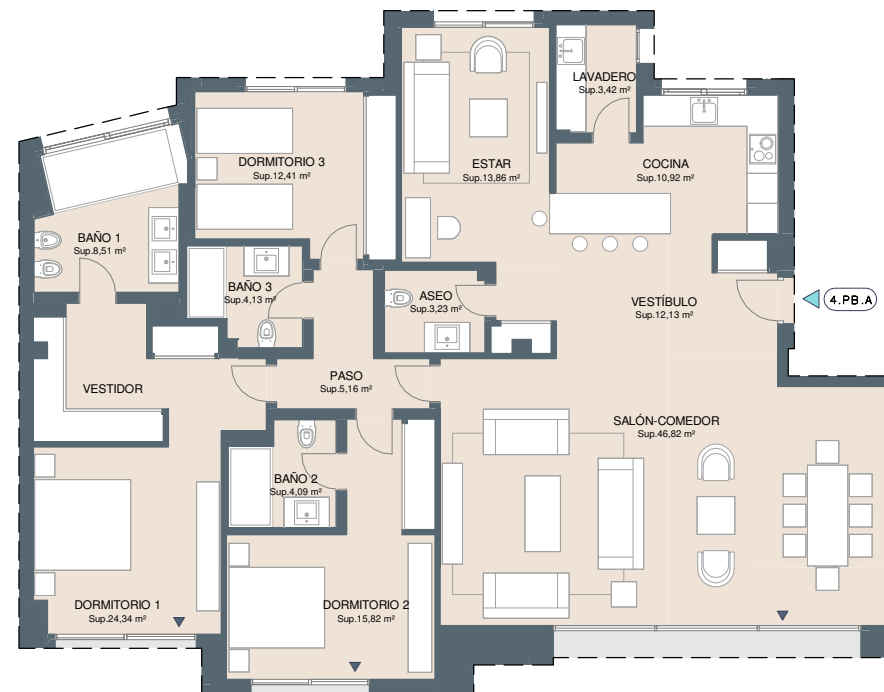 LAVADERO
Sup.3,42 m²
DORMITORIO 3
Sup.12,41 m²
ESTAR
Sup.13,86 m²
COCINA
Sup.10,92 m²
BAÑO 1
Sup.8,51 m²
BAÑO 3
Sup.4,13 m²
ASEO
Sup.3,23 m²
VESTÍBULO
Sup.12,13 m²
4.PB.A
VESTIDOR
PASO
Sup.5,16 m²
SALÓN-COMEDOR
Sup.46,82 m²
BAÑO 2
Sup.4,09 m²
DORMITORIO 1
Sup.24,34 m²
DORMITORIO 2
Sup.15,82 m²